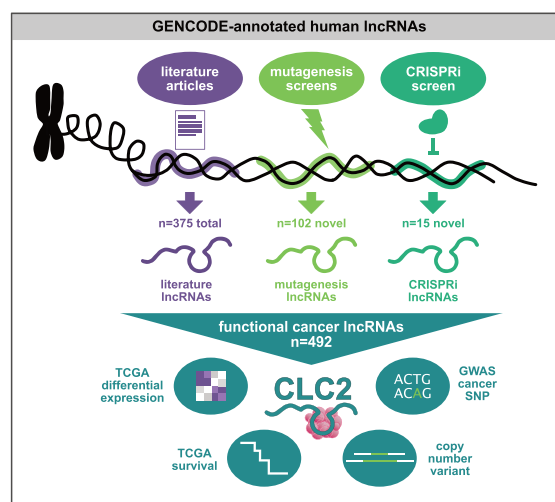 GENCODE-annotated human lncRNAs
literature
articles
mutagenesis
screens
CRISPRi
screen
n=375 total
n=102 novel
n=15 novel
literature
lncRNAs
mutagenesis
lncRNAs
CRISPRi
lncRNAs
functional cancer lncRNAs
n=492
TCGA
differential
expression
CLC2
ACTG
ACAG
GWAS
cancer
SNP
TCGA
survival
copy
number
variant